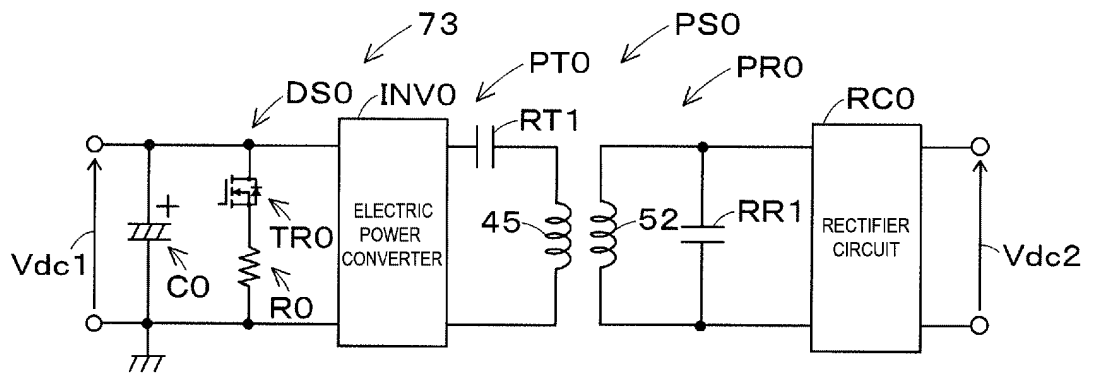 73
PS0
PT0
PR0
DS0
INV0
RT1
RC0
+
TR0
C0
R0
Vdc1
ELECTRIC
POWER
CONVERTER
45
52
RR1
RECTIFIER
CIRCUIT
Vdc2